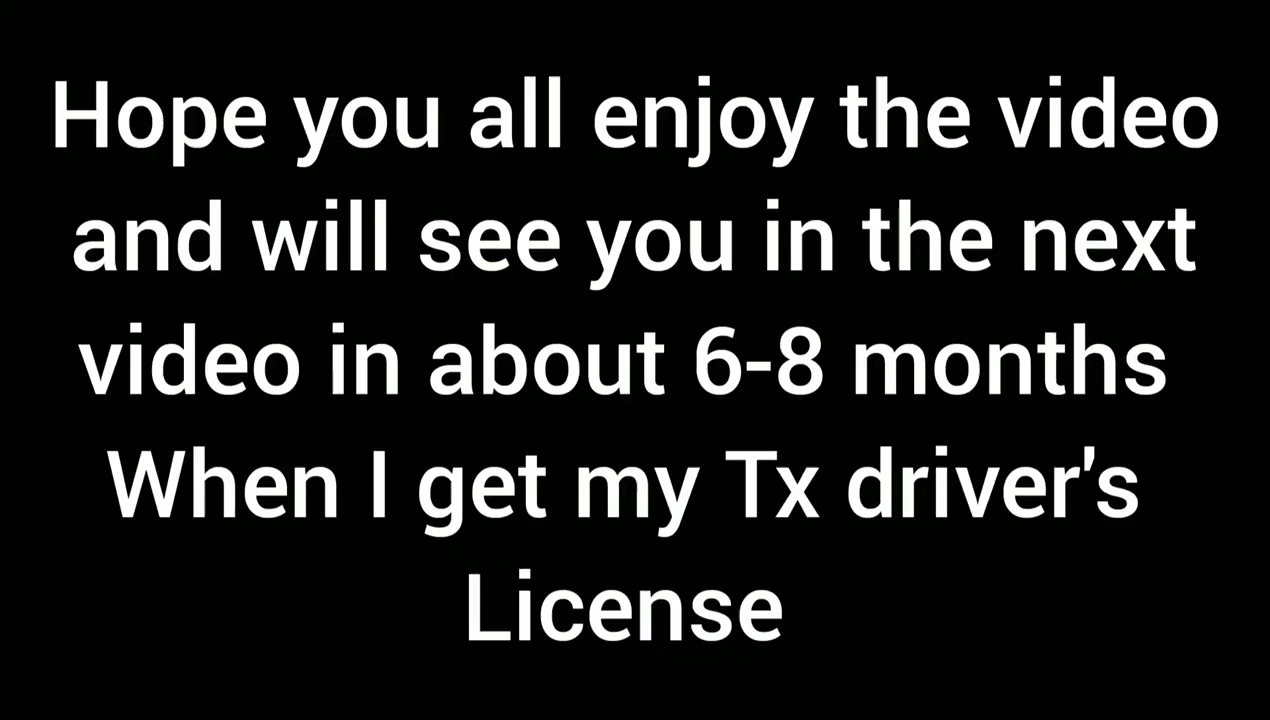 Hope you all enjoy the video
and will see you in the next
video in about 6-8 months
When I get my Tx driver's
License